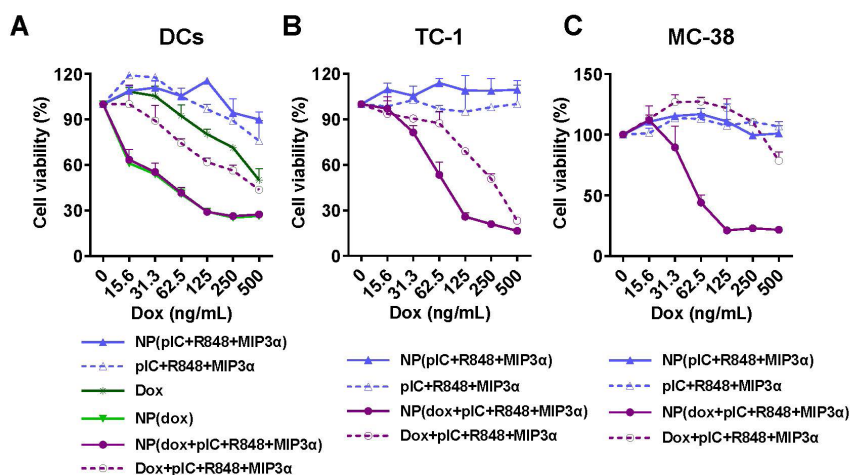 A
DCs
Cell viability (%)
120
90
60
30
0
0
15.6
31.3
62.5
125
250
500
Dox (ng/mL)
NP(pIC+R848+MIP3α)
pIC+R848+MIP3α
Dox
NP(dox)
NP(dox+pIC+R848+MIP3α)
Dox+pIC+R848+MIP3α
B
TC-1
Cell viability (%)
120
90
60
30
0
0
15.6
31.3
62.5
125
250
500
Dox (ng/mL)
NP(pIC+R848+MIP3α)
pIC+R848+MIP3α
NP(dox+pIC+R848+MIP3α)
Dox+pIC+R848+MIP3α
C
MC-38
Cell viability (%)
150
100
50
0
0
15.6
31.3
62.5
125
250
500
Dox (ng/mL)
NP(pIC+R848+MIP3α)
pIC+R848+MIP3α
NP(dox+pIC+R848+MIP3α)
Dox+pIC+R848+MIP3α